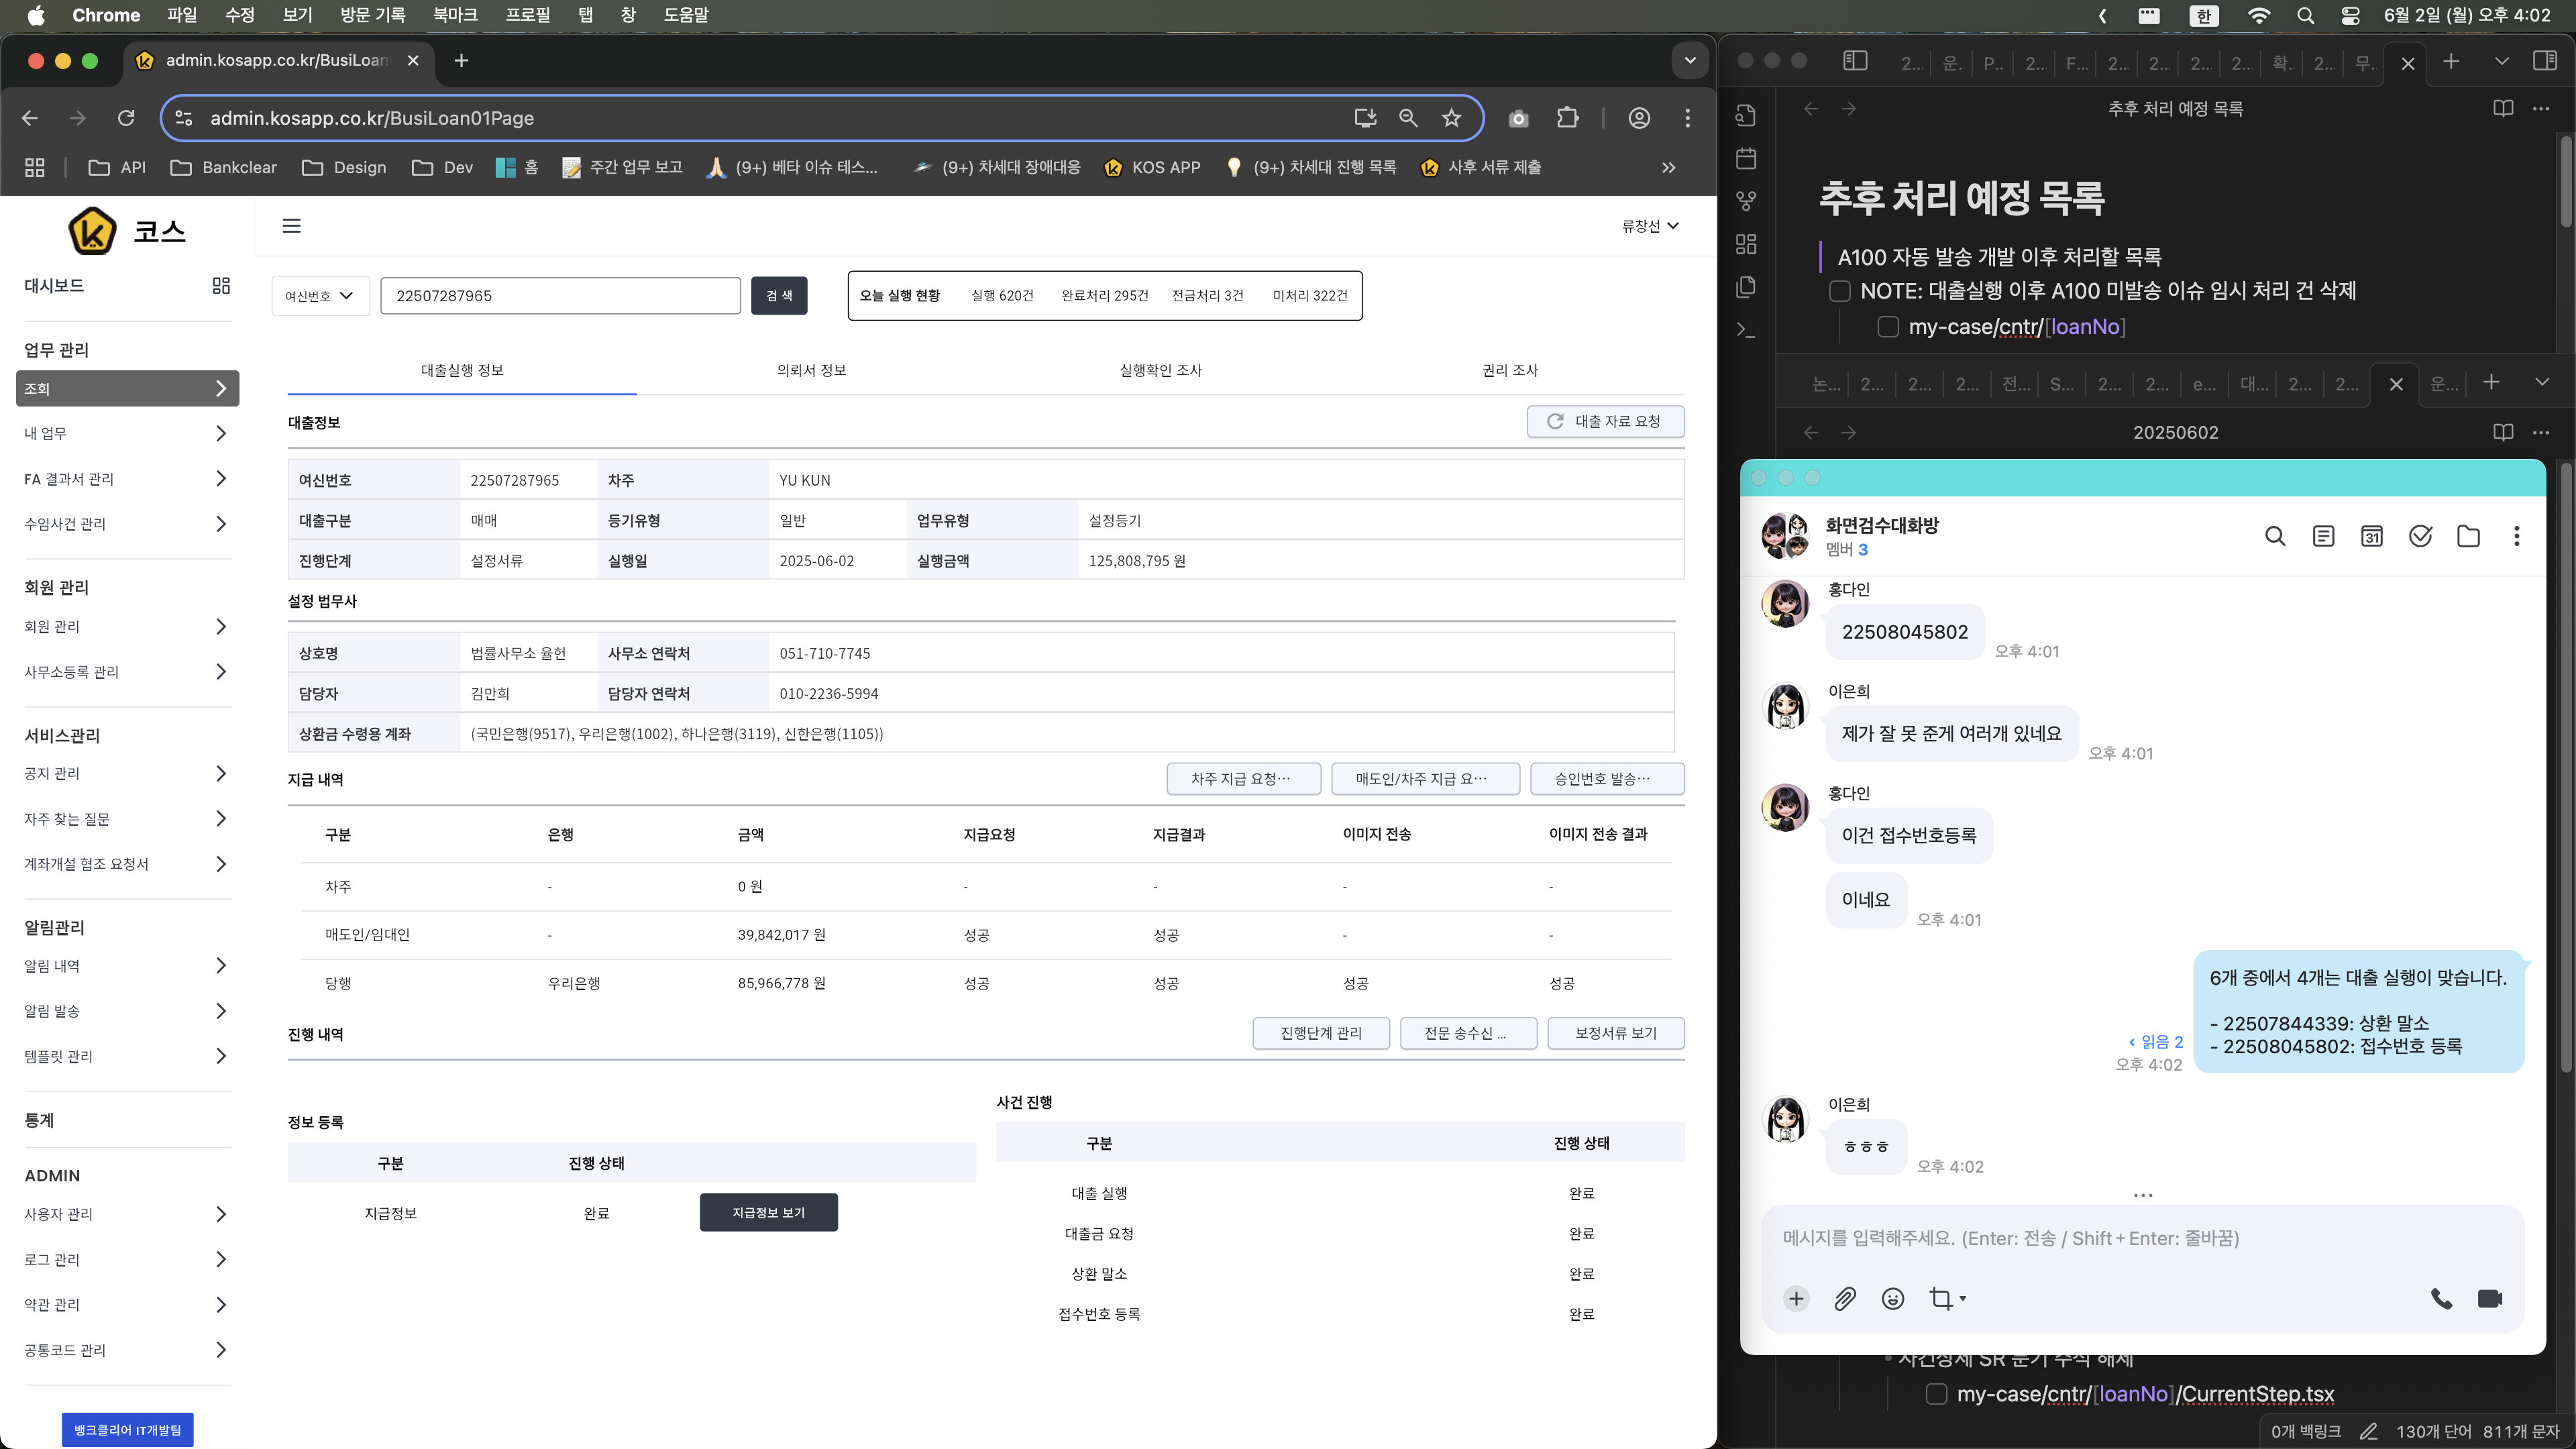 Chrome 파일 수정 보기 방문 기록 북마크 프로필 탭 창 도움말
한 6월 2일 (월) 오후 4:02
admin.kosapp.co.kr/BusiLoan
admin.kosapp.co.kr/BusiLoan01Page
API Bankclear Design Dev 홈 주간 업무 보고 (9+) 베타 이슈 테스... (9+) 차세대 장애대응 KOS APP (9+) 차세대 진행 목록 사후 서류 제출
코스
류창선
대시보드
업무 관리
조회
내 업무
FA 결과서 관리
수임사건 관리
회원 관리
회원 관리
사무소등록 관리
서비스관리
공지 관리
자주 찾는 질문
계좌개설 협조 요청서
알림관리
알림 내역
알림 발송
템플릿 관리
통계
ADMIN
사용자 관리
로그 관리
약관 관리
공통코드 관리
뱅크클리어 IT개발팀
여신번호 22507287965 검 색
오늘 실행 현황 실행 620건 완료처리 295건 전금처리 3건 미처리 322건
대출실행 정보 의뢰서 정보 실행확인 조사 권리 조사
대출정보 대출 자료 요청
여신번호 22507287965 차주 YU KUN
대출구분 매매 등기유형 일반 업무유형 설정등기
진행단계 설정서류 실행일 2025-06-02 실행금액 125,808,795 원
설정 법무사
상호명 법률사무소 율헌 사무소 연락처 051-710-7745
담당자 김만희 담당자 연락처 010-2236-5994
상환금 수령용 계좌 (국민은행(9517), 우리은행(1002), 하나은행(3119), 신한은행(1105))
지급 내역 차주 지급 요청… 매도인/차주 지급 요… 승인번호 발송…
구분 은행 금액 지급요청 지급결과 이미지 전송 이미지 전송 결과
차주 - 0 원 - - - -
매도인/임대인 - 39,842,017 원 성공 성공 - -
당행 우리은행 85,966,778 원 성공 성공 성공 성공
진행 내역 진행단계 관리 전문 송수신 ... 보정서류 보기
정보 등록
구분 진행 상태
지급정보 완료 지급정보 보기
사건 진행
구분 진행 상태
대출 실행 완료
대출금 요청 완료
상환 말소 완료
접수번호 등록 완료
2... 운. P... 2... F... 2... 2... 2... 2... 확. 2... 무.
추후 처리 예정 목록
추후 처리 예정 목록
A100 자동 발송 개발 이후 처리할 목록
NOTE: 대출실행 이후 A100 미발송 이슈 임시 처리 건 삭제
my-case/cntr/[loanNo]
논... 2... 2... 2... 전... S... 2... 2... e... 대... 2... 2... 운...
20250602
화면검수대화방
멤버 3
31
홍다인
22508045802
오후 4:01
이은희
제가 잘 못 준게 여러개 있네요
오후 4:01
홍다인
이건 접수번호등록
이네요
오후 4:01
6개 중에서 4개는 대출 실행이 맞습니다.
- 22507844339: 상환 말소
- 22508045802: 접수번호 등록
읽음 2
오후 4:02
이은희
ㅎㅎㅎ
오후 4:02
메시지를 입력해주세요. (Enter: 전송 / Shift+Enter: 줄바꿈)
사건상세 SR 분기 주석 해제
my-case/cntr/[loanNo]/CurrentStep.tsx
0개 백링크 130개 단어 811개 문자